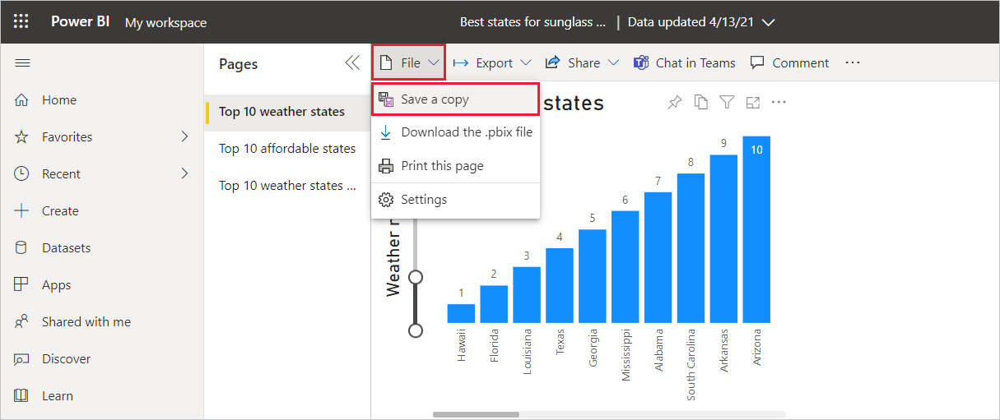 Power BI My workspace
Best states for sunglass ... | Data updated 4/13/21
Home
Favorites
Recent
Create
Datasets
Apps
Shared with me
Discover
Learn
Pages
Top 10 weather states
Top 10 affordable states
Top 10 weather states ...
File
Export
Share
Chat in Teams
Comment
Save a copy
Download the .pbix file
Print this page
Settings
states
Weather r
1
2
3
4
5
6
7
8
9
10
Hawaii
Florida
Louisiana
Texas
Georgia
Mississippi
Alabama
South Carolina
Arkansas
Arizona